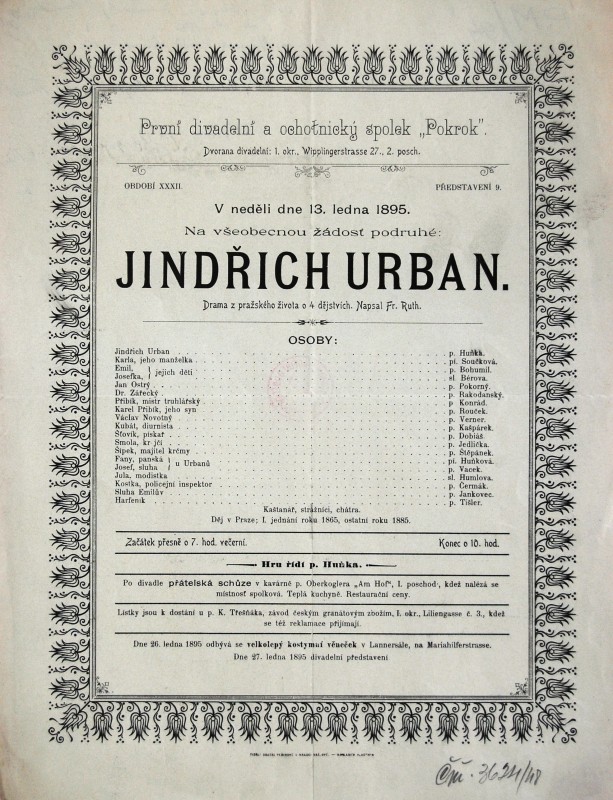 První divadelní a ochotnický spolek „Pokrok".
Dvorana divadelní: 1. okr., Wipplingerstrasse 27., 2. posch.
OBDOBÍ XXXII. PŘEDSTAVENÍ 9.
V neděli dne 13. ledna 1895.
Na všeobecnou žádosť podruhé:
JINDŘICH URBAN.
Drama z pražského života o 4 dějstvích. Napsal Fr. Ruth.
OSOBY:
Jindřich Urban p. Huňka.
Karla, jeho manželka pí. Součková.
Emil, p. Bohumil.
jejich děti
Josefka, sl. Bérova.
Jan Ostrý p. Pokorný.
Dr. Zářecký p. Rakodanský.
Přibík, mistr truhlářský p. Konrád.
Karel Přibík, jeho syn p. Rouček.
Václav Novotný p. Verner.
Kubát, diurnista p. Kašpárek.
Šťovík, pískař p. Dobiáš.
Smola, kr jčí p. Jedlička.
Šípek, majitel krčmy p. Štěpánek.
Fany, panská pí. Huňková.
u Urbanů
Josef, sluha p. Vacek.
Jula, modistka sl. Humlova.
Kostka, policejní inspektor p. Čermák.
Sluha Emilův p. Jankovec.
Harfeník p. Tišler.
Kaštanář, strážníci, chátra.
Děj v Praze; I. jednání roku 1865, ostatní roku 1885.
Začátek přesně o 7. hod. večerní. Konec o 10. hod.
Hru řídí p. Huňka.
Po divadle přátelská schůze v kavárně p. Oberkoglera „Am Hof", I. poschod', kdež nalézá se
místnosť spolková. Teplá kuchyně. Restaurační ceny.
Lístky jsou k dostání u p. K. Třešňáka, závod českým granátovým zbožím, I. okr., Liliengasse č. 3., kdež
se též reklamace přijímají.
Dne 26. ledna 1895 odbývá se velkolepý kostymní věneček v Lannersále, na Mariahilferstrasse.
Dne 27. ledna 1895 divadelní představení
3624/48